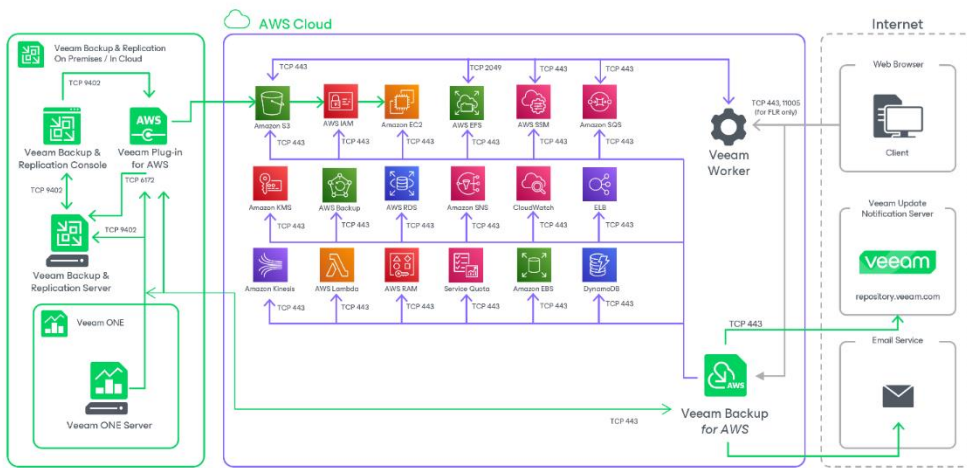 AWS Cloud
Internet
Veeam Backup & Replication
On Premises / In Cloud
TCP 9402
AWS
Veeam Backup &
Replication Console
Veeam Plug-in
for AWS
TCP 9402
TCP 6172
TCP 9402
Veeam Backup &
Replication Server
Veeam ONE
Veeam ONE Server
TCP 443
TCP 2049
TCP 443
TCP 443
Amazon S3
AWS IAM
Amazon EC2
AWS EFS
AWS SSM
Amazon SQS
TCP 443
TCP 443
TCP 443
TCP 443
TCP 443
TCP 443
Amazon KMS
AWS Backup
AWS RDS
Amazon SNS
CloudWatch
ELB
TCP 443
TCP 443
TCP 443
TCP 443
TCP 443
TCP 443
Amazon Kinesis
AWS Lambda
AWS RAM
Service Quota
Amazon EBS
DynamoDB
TCP 443
TCP 443
TCP 443
TCP 443
TCP 443
TCP 443
Veeam
Worker
TCP 443, 11005
(for FLR only)
Web Browser
Client
Veeam Update
Notification Server
veeam
repository.veeam.com
TCP 443
Email Service
AWS
Veeam Backup
for AWS
TCP 443